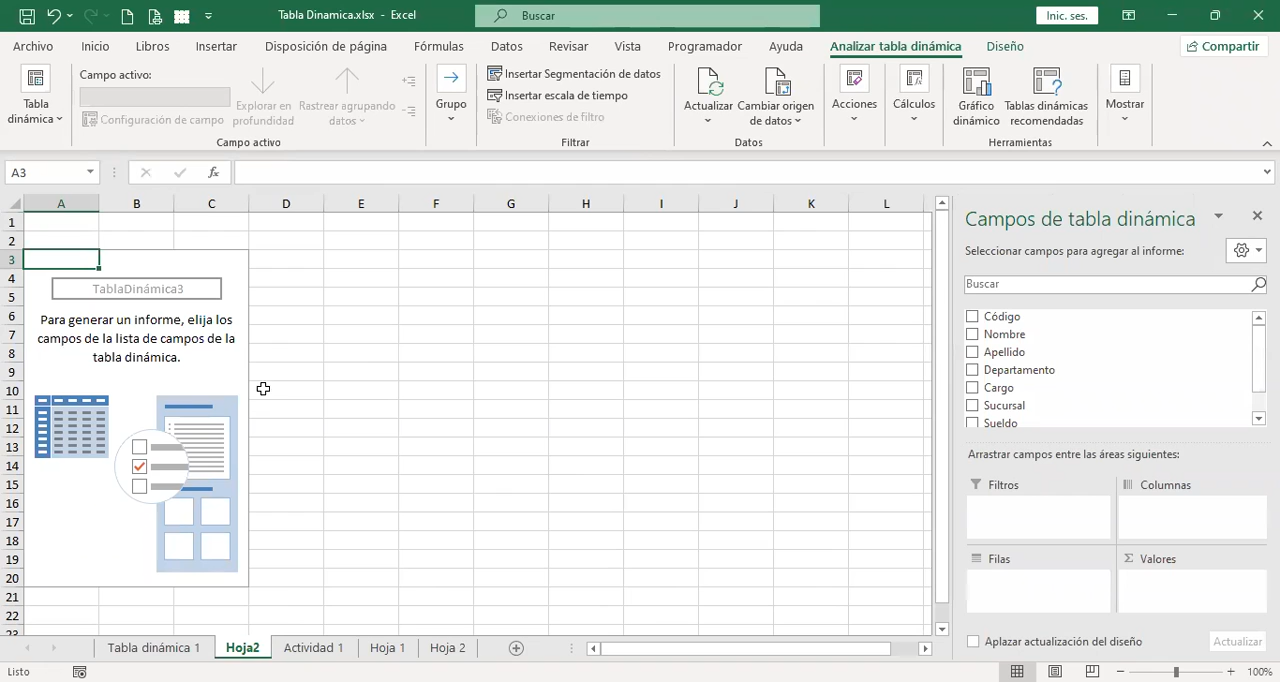 Tabla Dinamica.xlsx - Excel
Buscar
Inic. ses.
Archivo Inicio Libros Insertar Disposición de página Fórmulas Datos Revisar Vista Programador Ayuda Analizar tabla dinámica Diseño Compartir
Tabla
dinámica
Campo activo:
Configuración de campo
Explorar en
profundidad
Rastrear agrupando
datos
Campo activo
Grupo
Insertar Segmentación de datos
Insertar escala de tiempo
Conexiones de filtro
Filtrar
Actualizar
Cambiar origen
de datos
Datos
Acciones
Cálculos
Gráfico
dinámico
Tablas dinámicas
recomendadas
Herramientas
Mostrar
A3
fx
A B C D E F G H I J K L
1
2
3
4
5
6
7
8
9
10
11
12
13
14
15
16
17
18
19
20
21
22
23
TablaDinámica3
Para generar un informe, elija los
campos de la lista de campos de la
tabla dinámica.
Campos de tabla dinámica
Seleccionar campos para agregar al informe:
Buscar
Código
Nombre
Apellido
Departamento
Cargo
Sucursal
Sueldo
Arrastrar campos entre las áreas siguientes:
Filtros
Columnas
Filas
Σ Valores
Aplazar actualización del diseño
Actualizar
Tabla dinámica 1 Hoja2 Actividad 1 Hoja 1 Hoja 2
Listo
100%